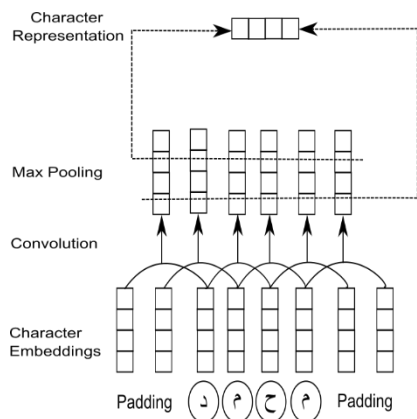 Character
Representation
Max Pooling
Convolution
Character
Embeddings
Padding د م ح م Padding